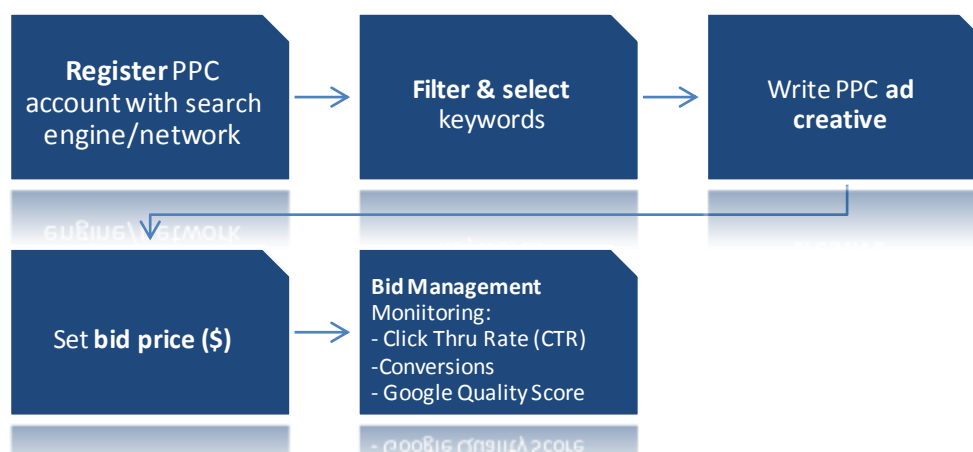 Register PPC
account with search
engine/network
Filter & select
keywords
Write PPC ad
creative
Set bid price ($)
Bid Management
Moniitoring:
- Click Thru Rate (CTR)
-Conversions
- Google Quality Score